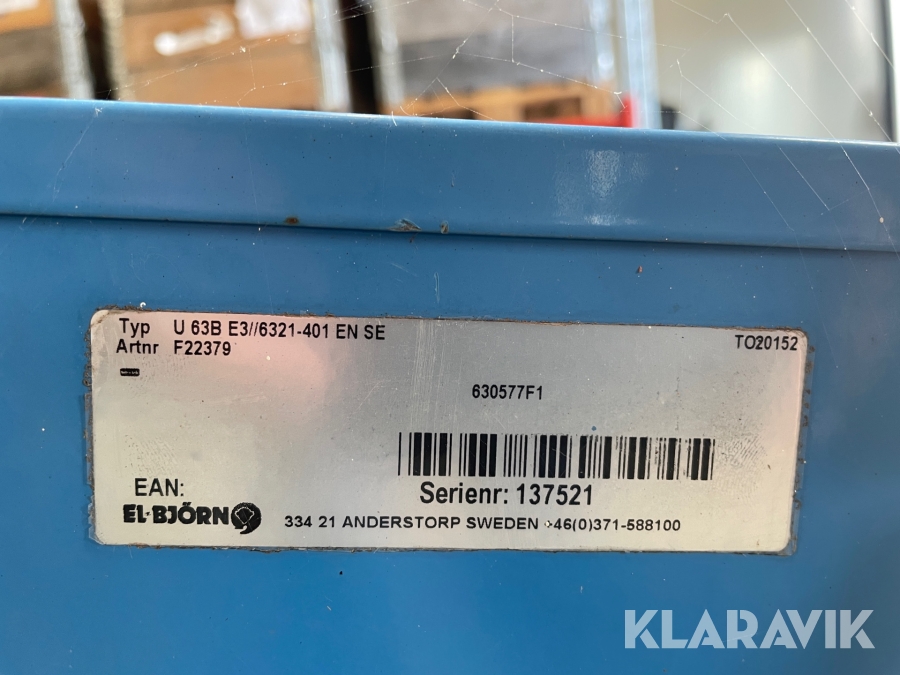 Typ U 63B E3//6321-401 EN SE
TO20152
Artnr F22379
630577F1
Serienr: 137521
EAN:
EL·BJÖRN
334 21 ANDERSTORP SWEDEN +46(0)371-588100
KLARAVIK